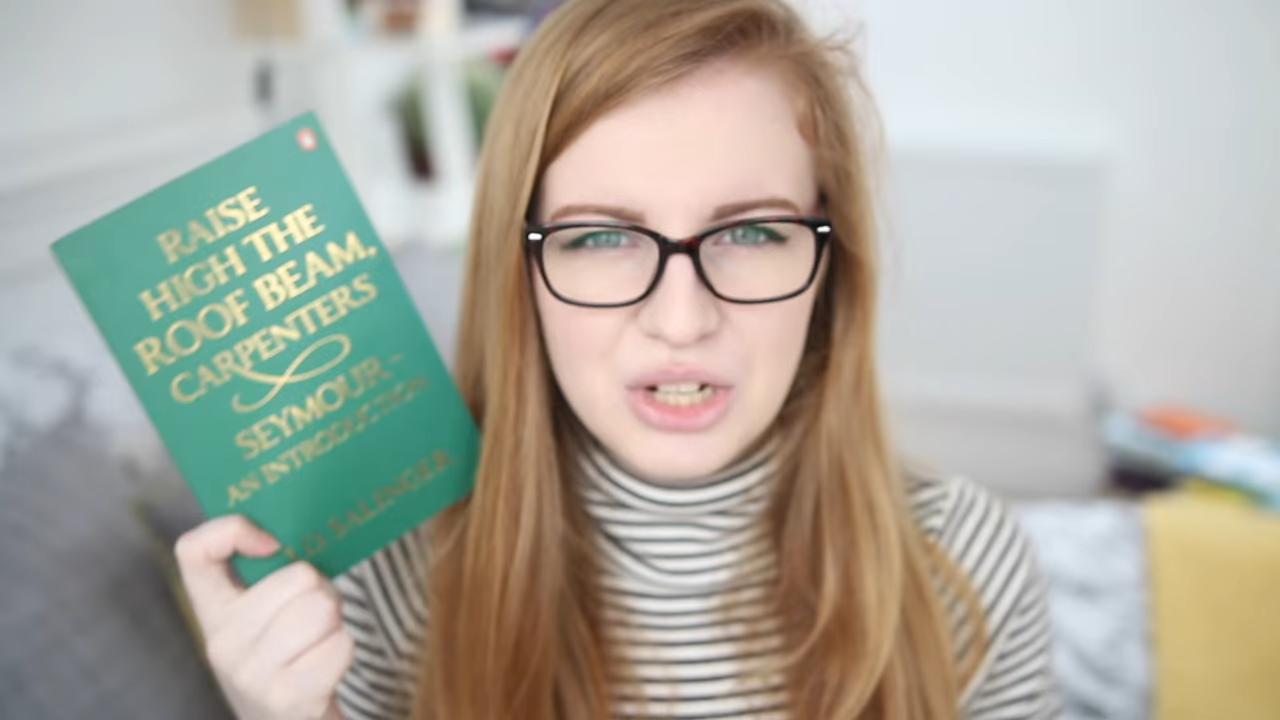 RAISE
HIGH THE
ROOF BEAM,
CARPENTERS
SEYMOUR-
AN INTRODUCTION
J.D. SALINGER